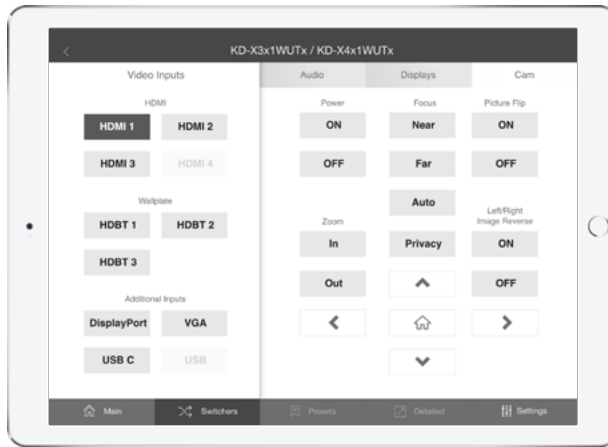 KD-X3x1WUTx / KD-X4x1WUTx
Video Inputs
Audio
Displays
Cam
HDMI
HDMI 1
HDMI 2
HDMI 3
HDMI 4
Wallplate
HDBT 1
HDBT 2
HDBT 3
Additional Inputs
DisplayPort
VGA
USB C
USB
Power
ON
OFF
Zoom
In
Out
Focus
Near
Far
Auto
Privacy
Picture Flip
ON
OFF
Left/Right
Image Reverse
ON
OFF
Main
Switchers
Presets
Detailed
Settings